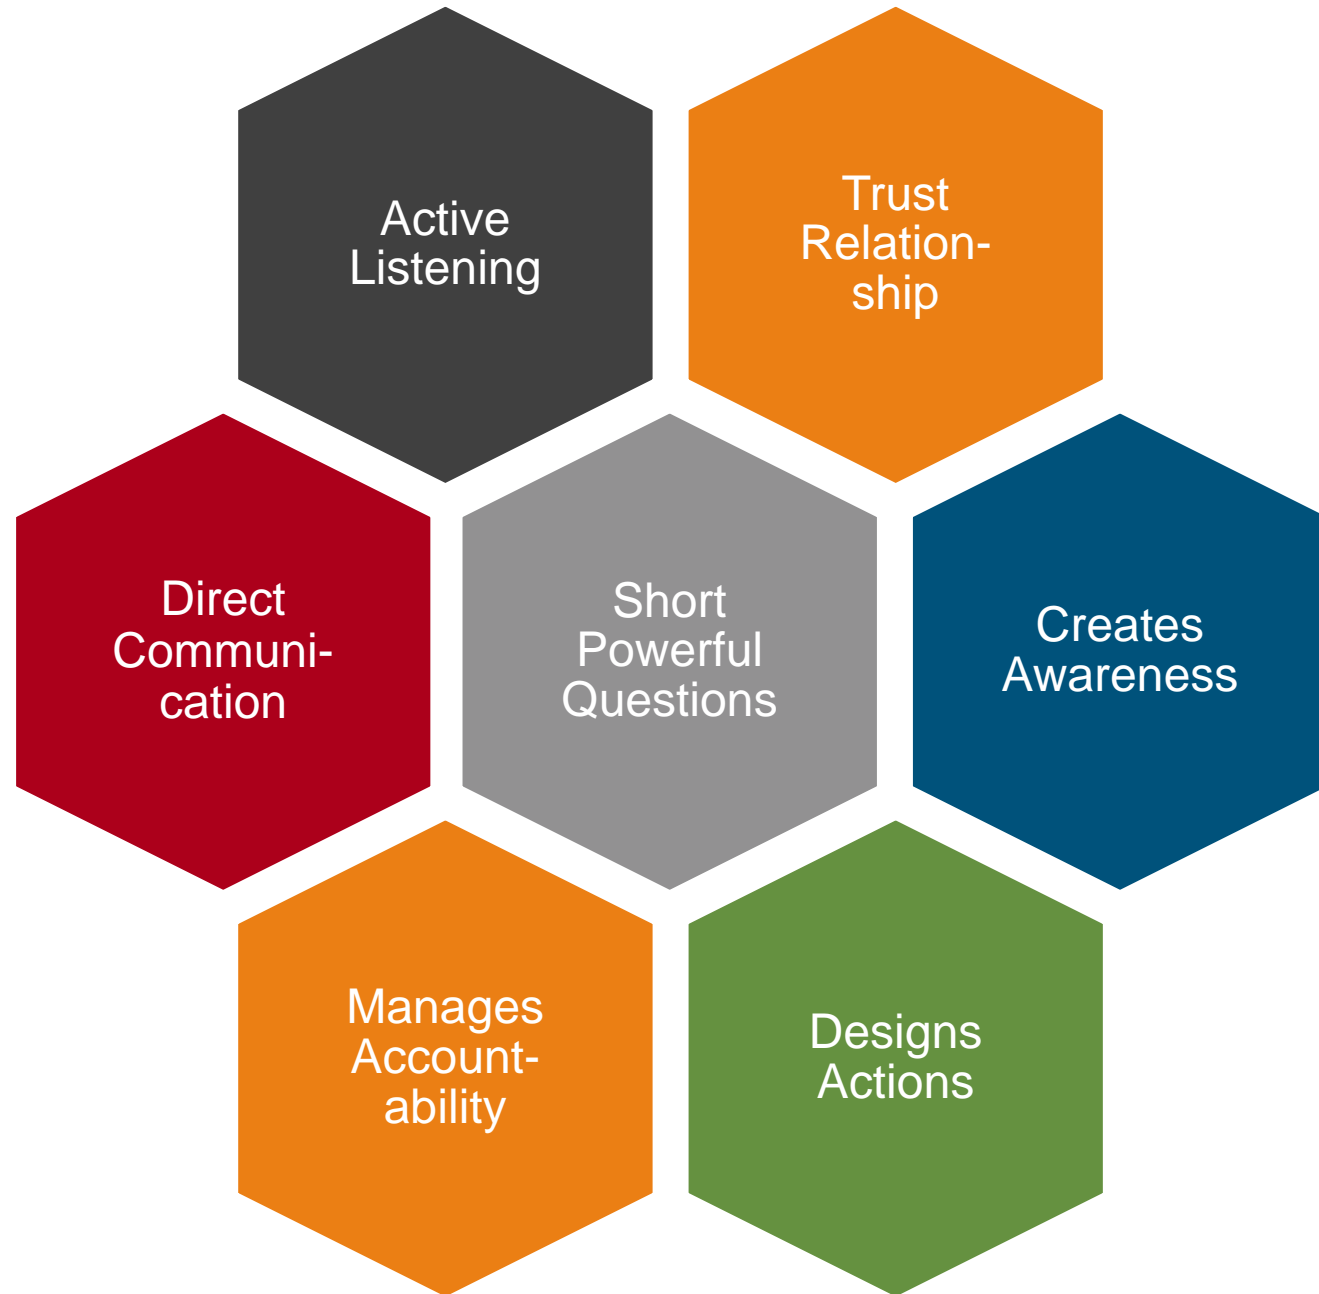 Active
Listening
Trust
Relation-
ship
Direct
Communi-
cation
Short
Powerful
Questions
Creates
Awareness
Manages
Account-
ability
Designs
Actions